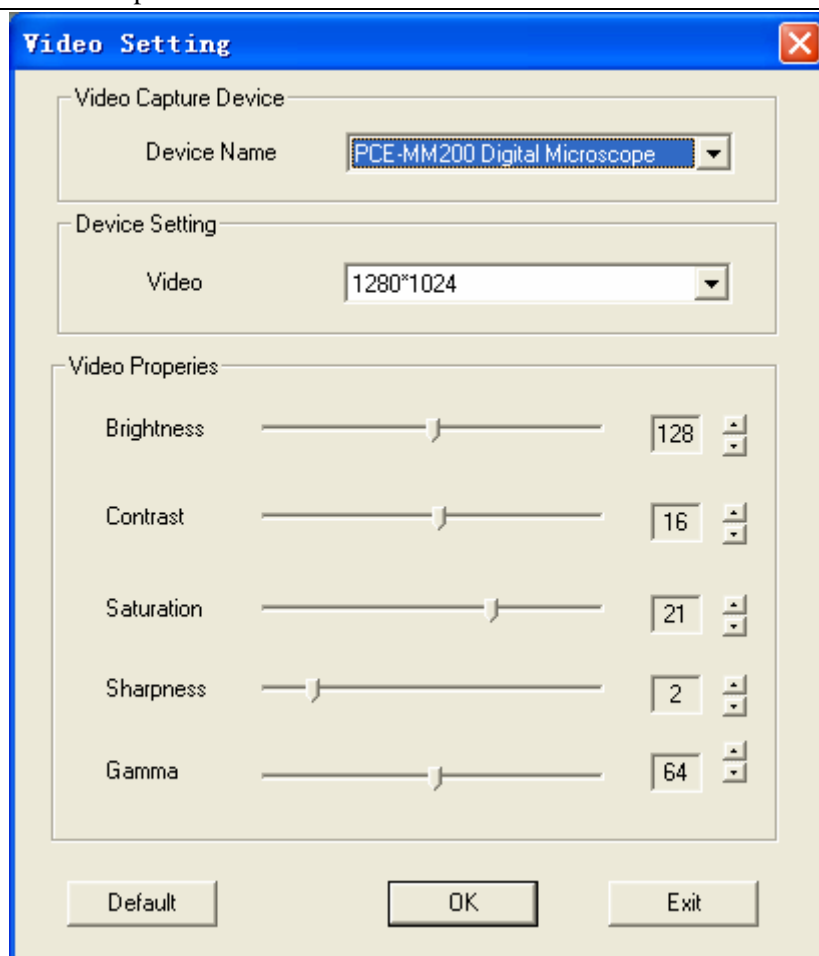 Video Setting
Video Capture Device
Device Name PCE-MM200 Digital Microscope
Device Setting
Video 1280*1024
Video Properies
Brightness 128
Contrast 16
Saturation 21
Sharpness 2
Gamma 64
Default OK Exit